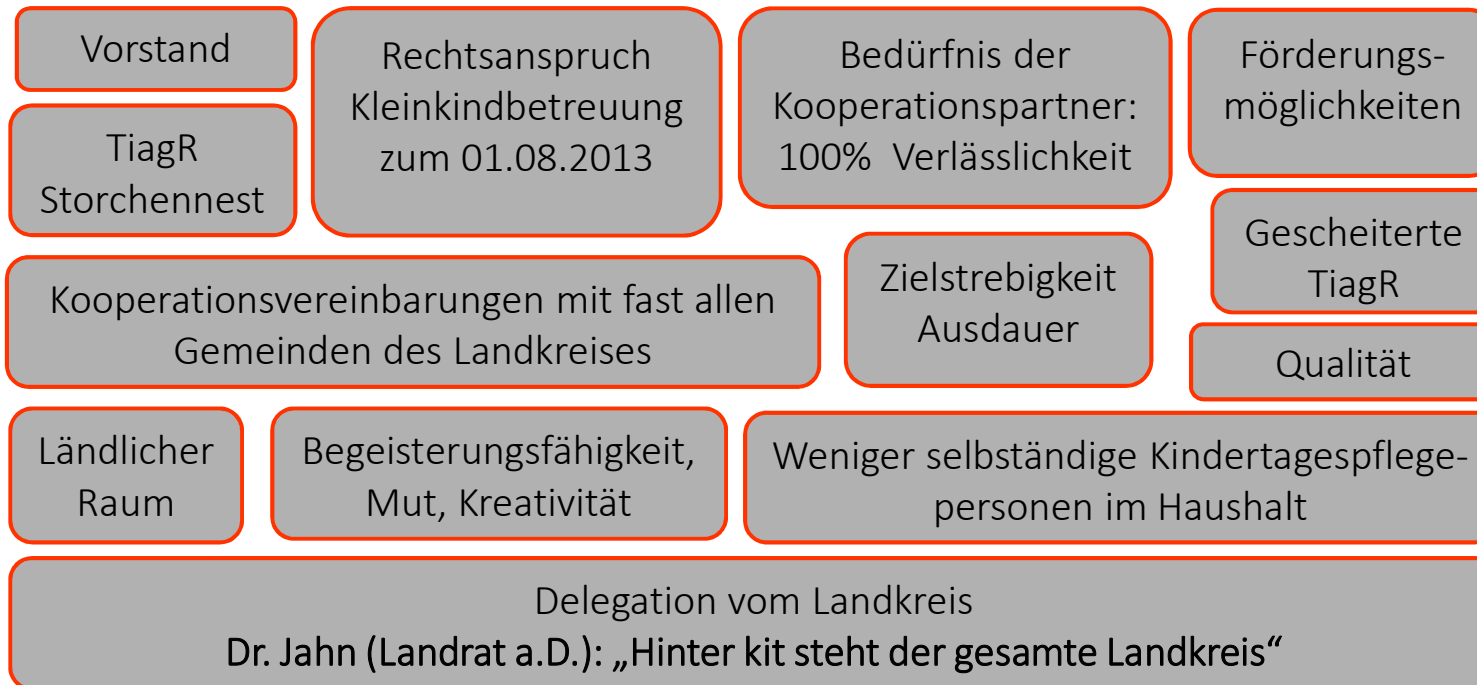 Vorstand
TiagR
Storchennest
Rechtsanspruch
Kleinkindbetreuung
zum 01.08.2013
Bedürfnis der
Kooperationspartner:
100% Verlässlichkeit
Förderungs-
möglichkeiten
Gescheiterte
TiagR
Kooperationsvereinbarungen mit fast allen
Gemeinden des Landkreises
Zielstrebigkeit
Ausdauer
Qualität
Ländlicher
Raum
Begeisterungsfähigkeit,
Mut, Kreativität
Weniger selbständige Kindertagespflege-
personen im Haushalt
Delegation vom Landkreis
Dr. Jahn (Landrat a.D.): „Hinter kit steht der gesamte Landkreis“